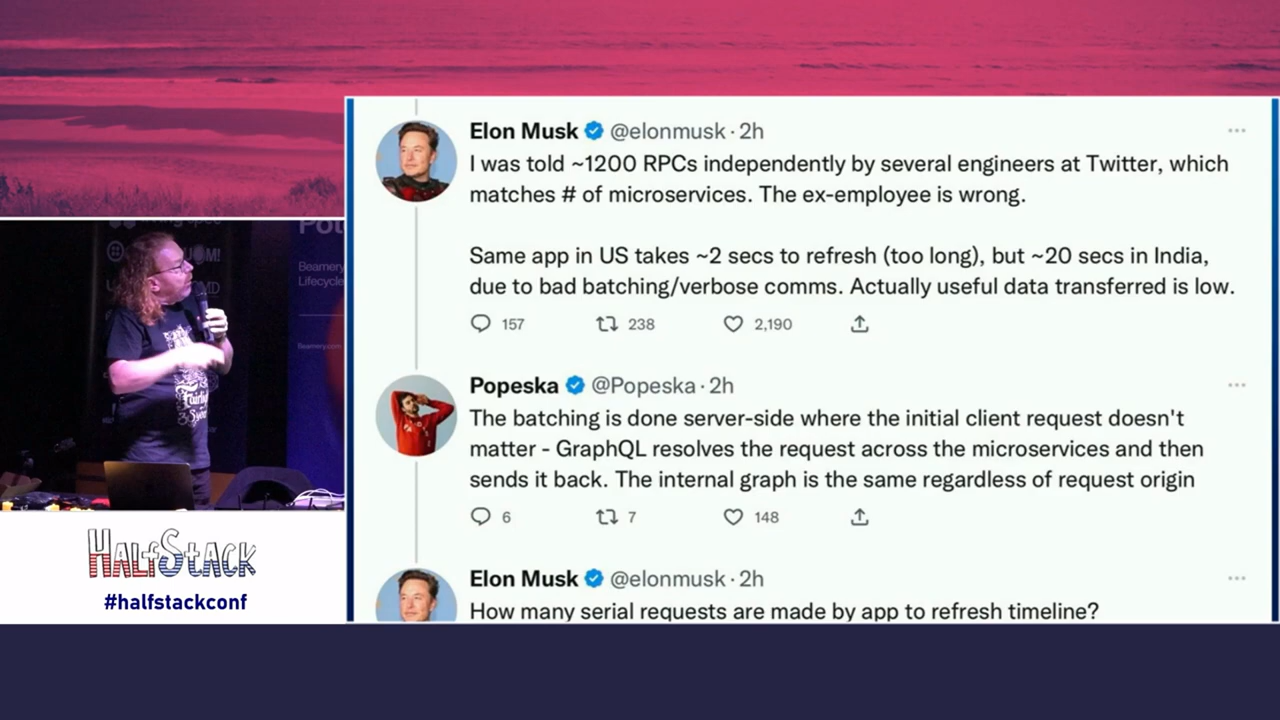 Elon Musk @elonmusk · 2h
I was told ~1200 RPCs independently by several engineers at Twitter, which
matches # of microservices. The ex-employee is wrong.
Same app in US takes ~2 secs to refresh (too long), but ~20 secs in India,
due to bad batching/verbose comms. Actually useful data transferred is low.
157 238 2,190
Popeska @Popeska · 2h
The batching is done server-side where the initial client request doesn't
matter - GraphQL resolves the request across the microservices and then
sends it back. The internal graph is the same regardless of request origin
6 7 148
Elon Musk @elonmusk · 2h
How many serial requests are made by app to refresh timeline?
Beamery
Lifecycle
HALFSTACK
#halfstackconf